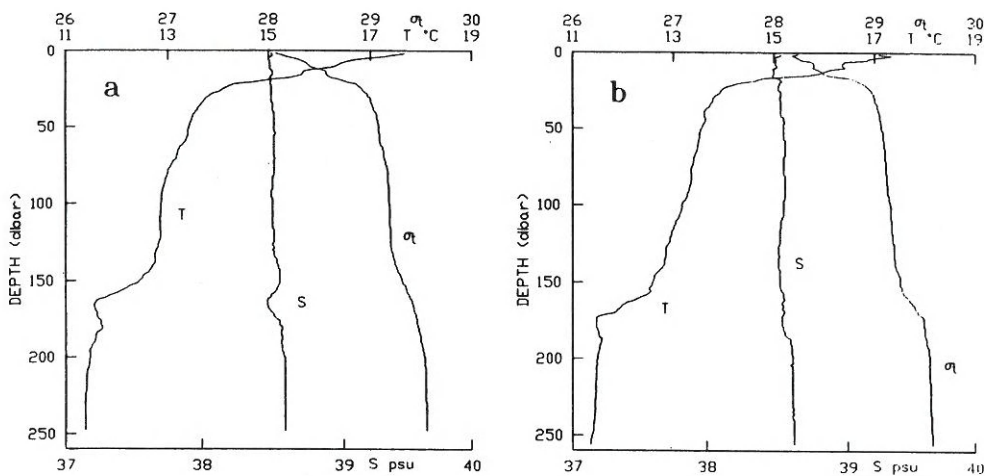 26 28 29 σt 30
11 13 15 17 T °C 19
0
50
100
150
200
250
DEPTH (dbar)
a
T
S
σt
37 38 39 S psu 40
26 28 29 σt 30
11 13 15 17 T °C 19
0
50
100
150
200
250
DEPTH (dbar)
b
S
T
σt
37 38 39 S psu 40